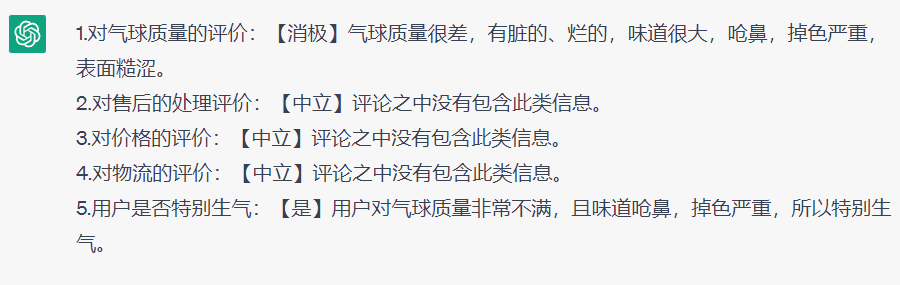 1.对气球质量的评价：【消极】气球质量很差，有脏的、烂的，味道很大，呛鼻，掉色严重，
表面糙涩。
2.对售后的处理评价：【中立】评论之中没有包含此类信息。
3.对价格的评价：【中立】评论之中没有包含此类信息。
4.对物流的评价：【中立】评论之中没有包含此类信息。
5.用户是否特别生气：【是】用户对气球质量非常不满，且味道呛鼻，掉色严重，所以特别生
气。